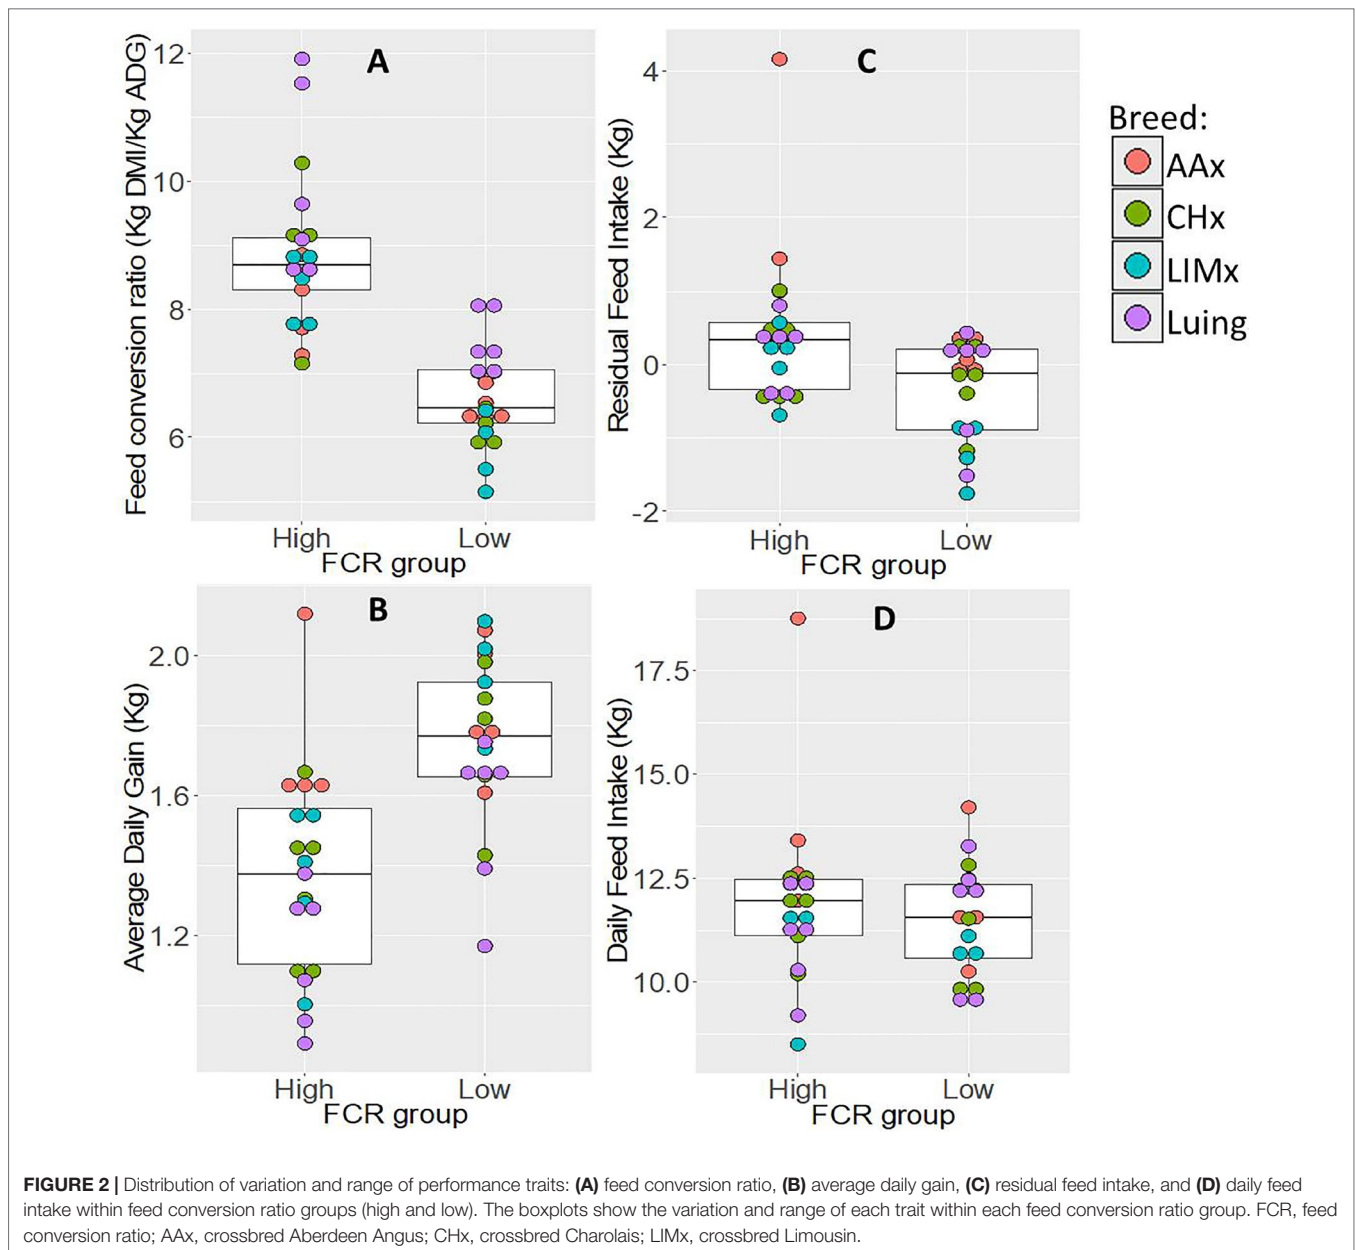 A
Feed conversion ratio (Kg DMI/Kg ADG)
12
10
8
6
High
Low
FCR group
C
Residual Feed Intake (Kg)
4
2
0
-2
High
Low
FCR group
Breed:
AAx
CHx
LIMx
Luing
B
Average Daily Gain (Kg)
2.0
1.6
1.2
High
Low
FCR group
D
Daily Feed Intake (Kg)
17.5
15.0
12.5
10.0
High
Low
FCR group
FIGURE 2 | Distribution of variation and range of performance traits: (A) feed conversion ratio, (B) average daily gain, (C) residual feed intake, and (D) daily feed
intake within feed conversion ratio groups (high and low). The boxplots show the variation and range of each trait within each feed conversion ratio group. FCR, feed
conversion ratio; AAx, crossbred Aberdeen Angus; CHx, crossbred Charolais; LIMx, crossbred Limousin.